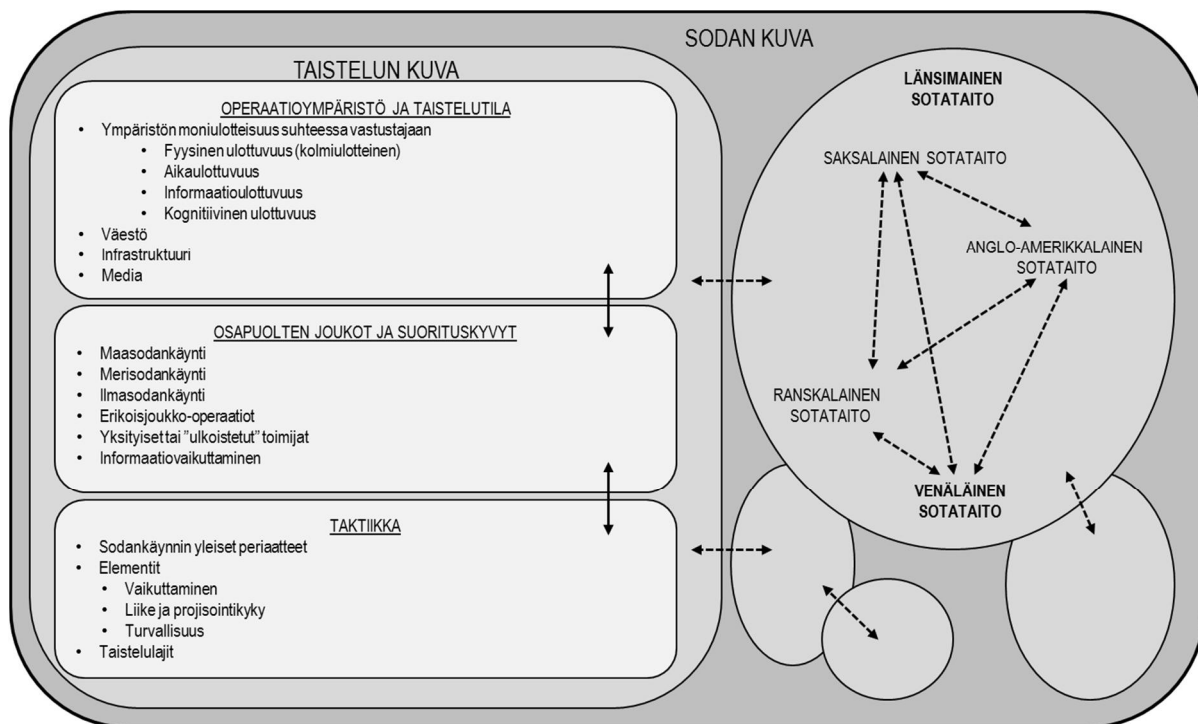 SODAN KUVA
TAISTELUN KUVA
OPERAATIOYMPÄRISTÖ JA TAISTELUTILA
• Ympäristön moniulotteisuus suhteessa vastustajaan
• Fyysinen ulottuvuus (kolmiulotteinen)
• Aikaulottuvuus
• Informaatioulottuvuus
• Kognitiivinen ulottuvuus
• Väestö
• Infrastruktuuri
• Media
OSAPUOLTEN JOUKOT JA SUORITUSKYVYT
• Maasodankäynti
• Merisodankäynti
• Ilmasodankäynti
• Erikoisjoukko-operaatiot
• Yksityiset tai ”ulkoistetut” toimijat
• Informaatiovaikuttaminen
TAKTIIKKA
• Sodankäynnin yleiset periaatteet
• Elementit
• Vaikuttaminen
• Liike ja projisointikyky
• Turvallisuus
• Taistelulajit
LÄNSIMAINEN
SOTATAITO
SAKSALAINEN SOTATAITO
ANGLO-AMERIKKALAINEN
SOTATAITO
RANSKALAINEN
SOTATAITO
VENÄLÄINEN
SOTATAITO